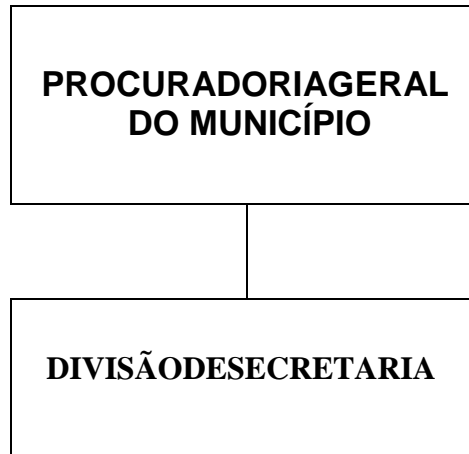 PROCURADORIAGERAL
DO MUNICÍPIO
DIVISÃODESECRETARIA